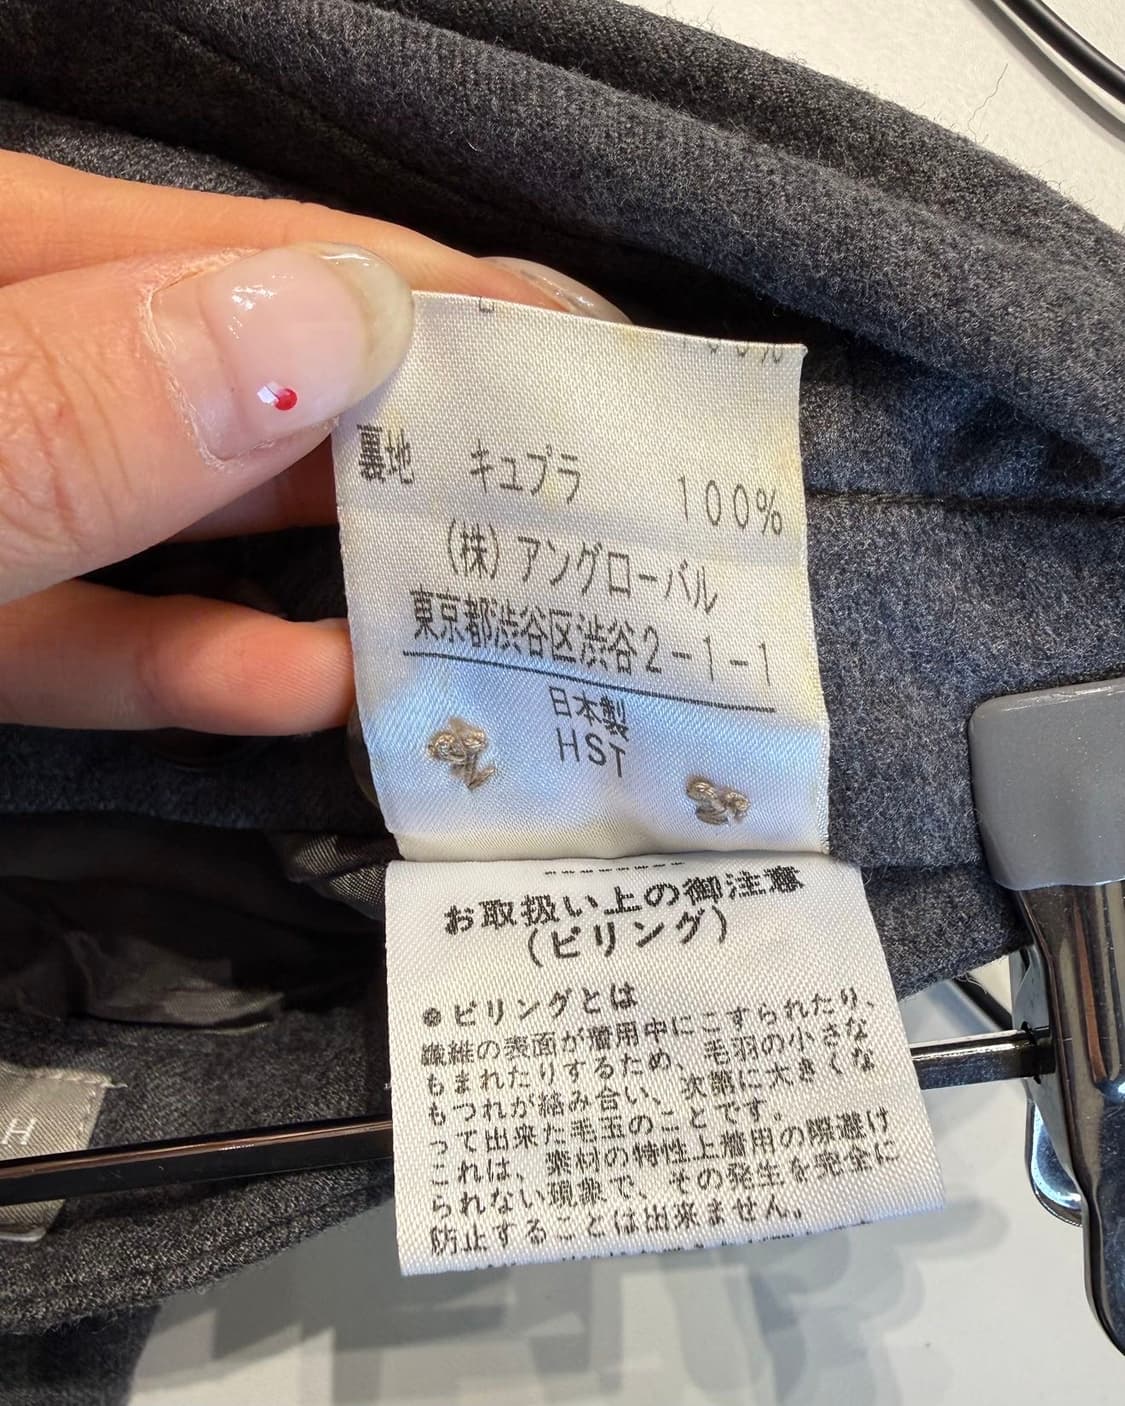 裏地 キュプラ 100%
(株)アングローバル
東京都渋谷区渋谷2-1-1
日本製
HST
お取扱い上の御注意
(ピリング)
●ピリングとは
繊維の表面が着用中にこすられたり、
もまれたりするため、毛羽の小さな
もつれが絡み合い、次第に大きくな
って出来た毛玉のことです。
これは、素材の特性上着用の際避け
られない現象で、その発生を完全に
防止することは出来ません。
H